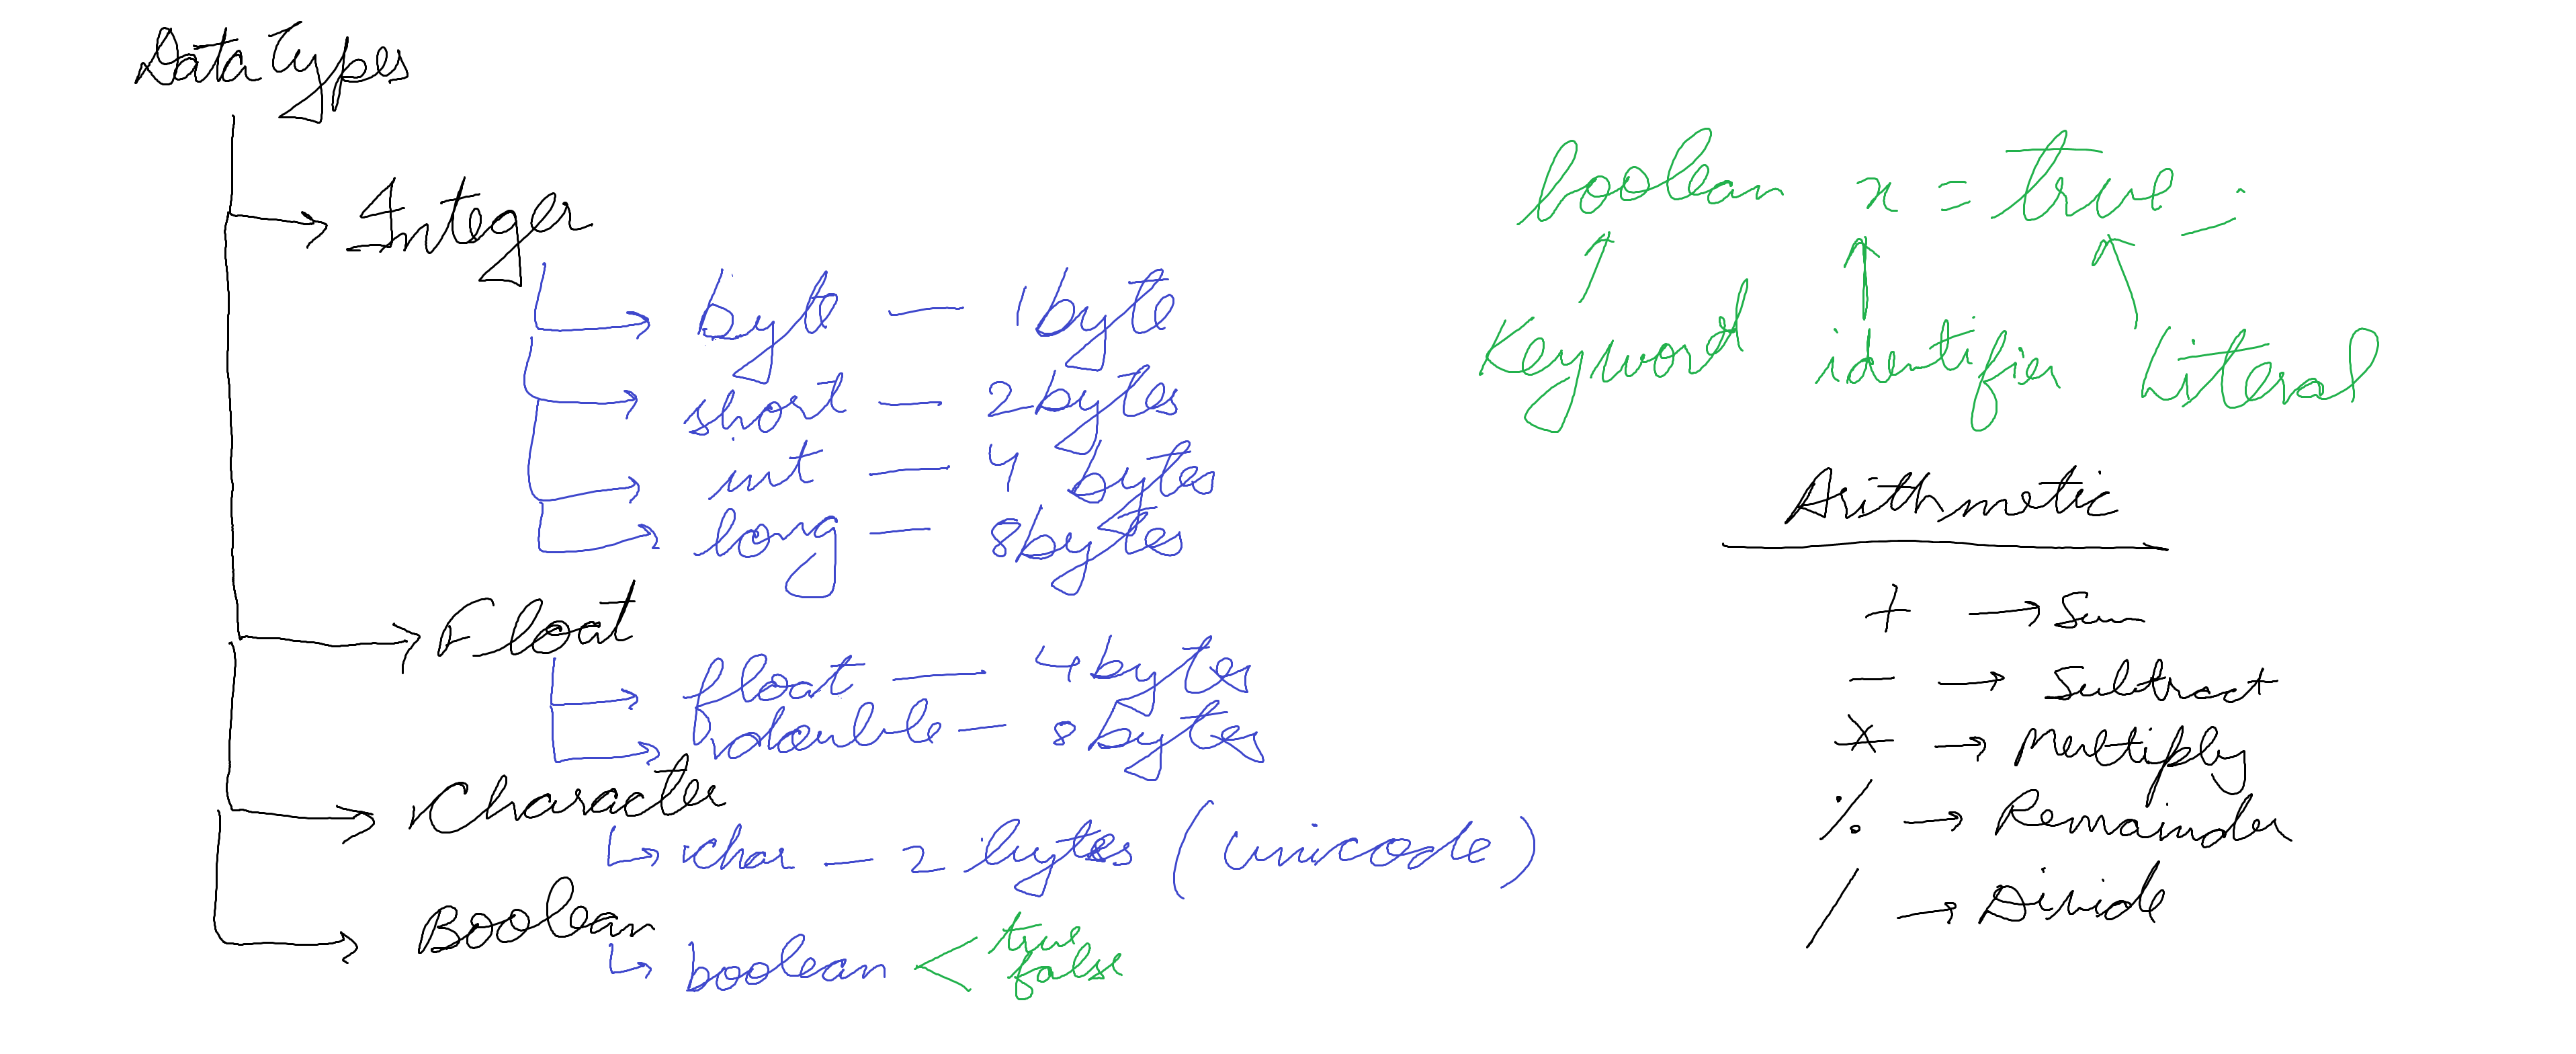 Data Types
→ Integer
→ byte — 1 byte
→ short — 2 bytes
→ int — 4 bytes
→ long — 8 bytes
→ Float
→ float — 4 bytes
→ double — 8 bytes
→ Character
↳ char — 2 bytes (unicode)
→ Boolean
↳ boolean < true
false
boolean x = true ;
Keyword identifier Literal
Arithmetic
+ → Sum
− → Subtract
* → Multiply
% → Remainder
/ → Divide